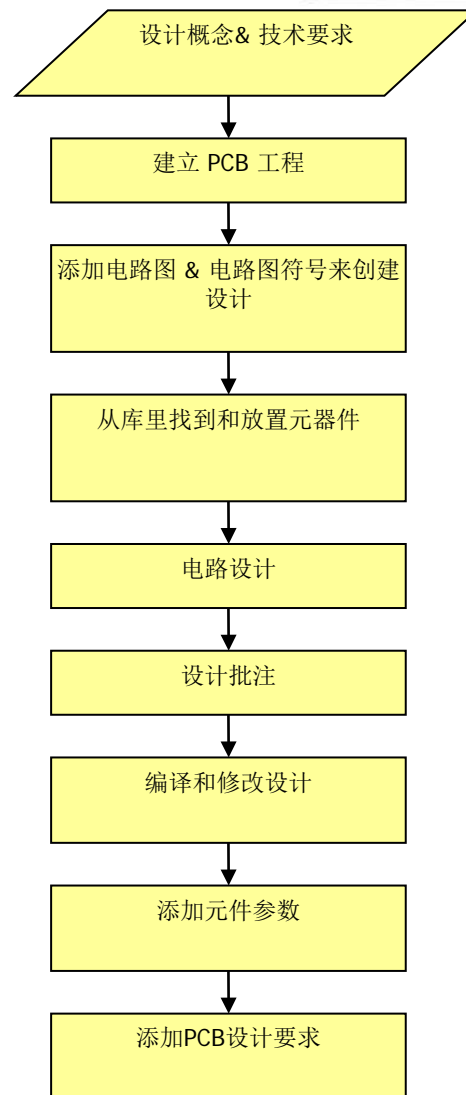 设计概念& 技术要求
建立 PCB 工程
添加电路图 & 电路图符号来创建
设计
从库里找到和放置元器件
电路设计
设计批注
编译和修改设计
添加元件参数
添加PCB设计要求